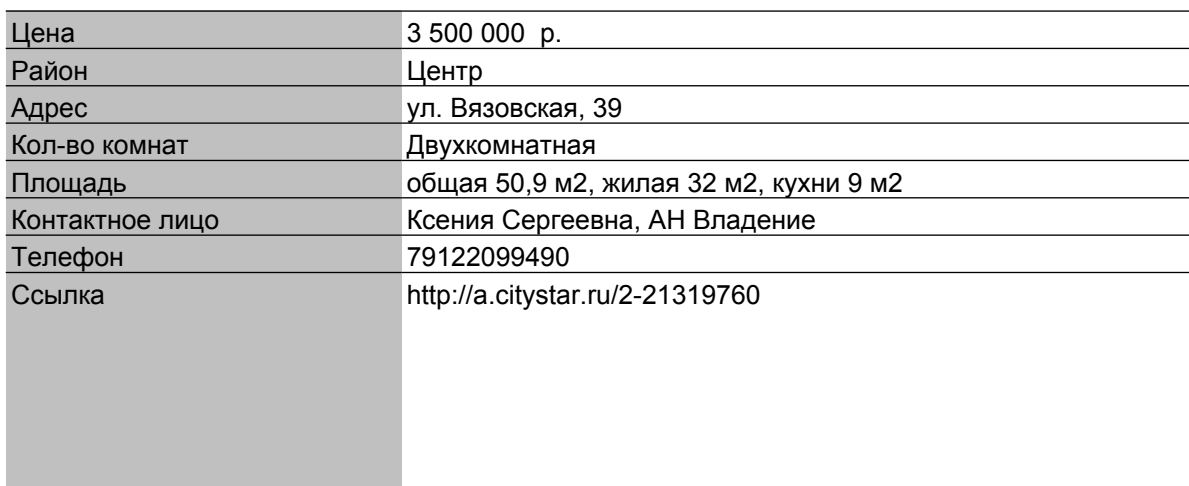 Цена 3 500 000 р.
Район Центр
Адрес ул. Вязовская, 39
Кол-во комнат Двухкомнатная
Площадь общая 50,9 м2, жилая 32 м2, кухни 9 м2
Контактное лицо Ксения Сергеевна, АН Владение
Телефон 79122099490
Ссылка http://a.citystar.ru/2-21319760